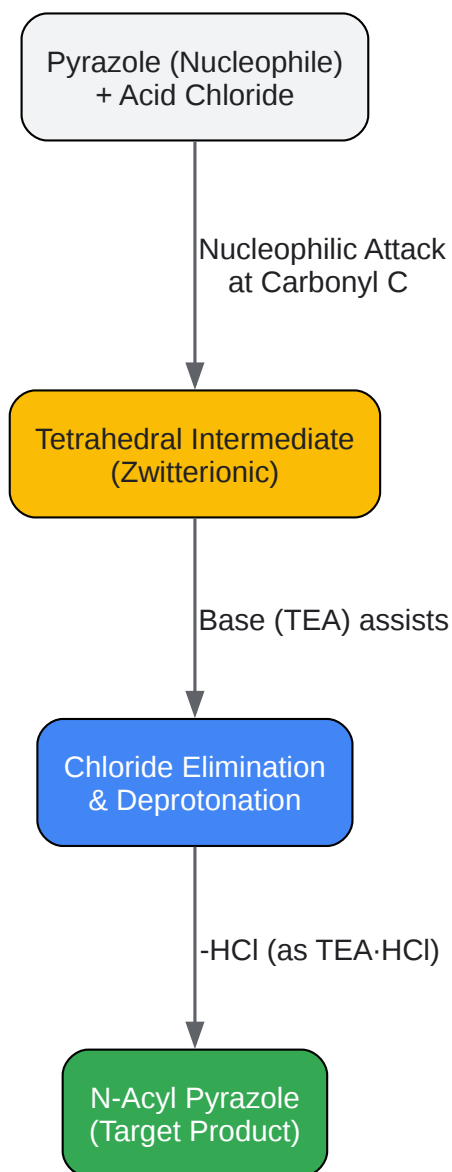 Pyrazole (Nucleophile)
+ Acid Chloride
Nucleophilic Attack
at Carbonyl C
Tetrahedral Intermediate
(Zwitterionic)
Base (TEA) assists
Chloride Elimination
& Deprotonation
-HCl (as TEA·HCl)
N-Acyl Pyrazole
(Target Product)